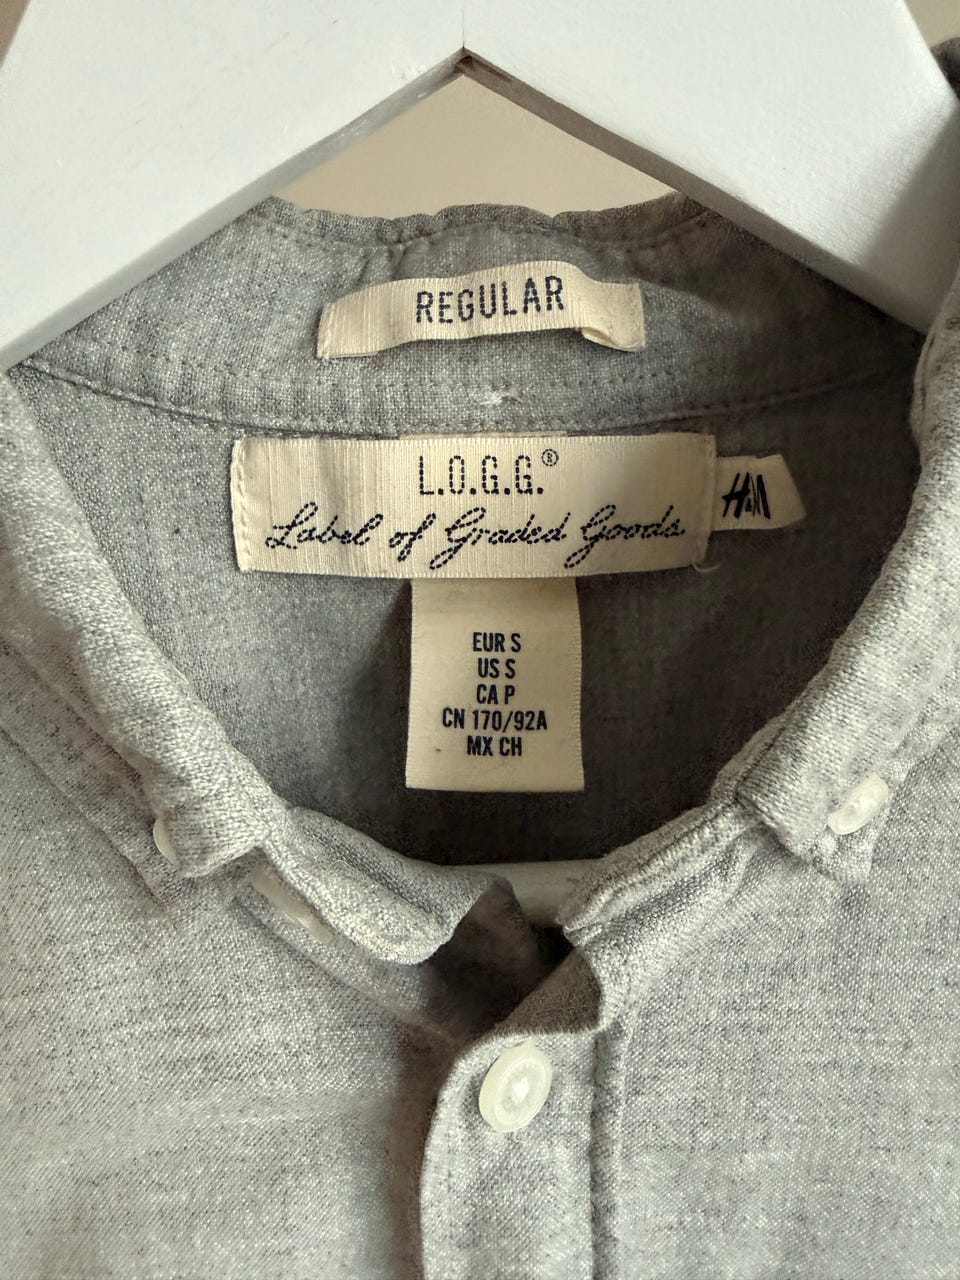 REGULAR
L.O.G.G.®
Label of Graded Goods
H&M
EUR S
US S
CA P
CN 170/92A
MX CH